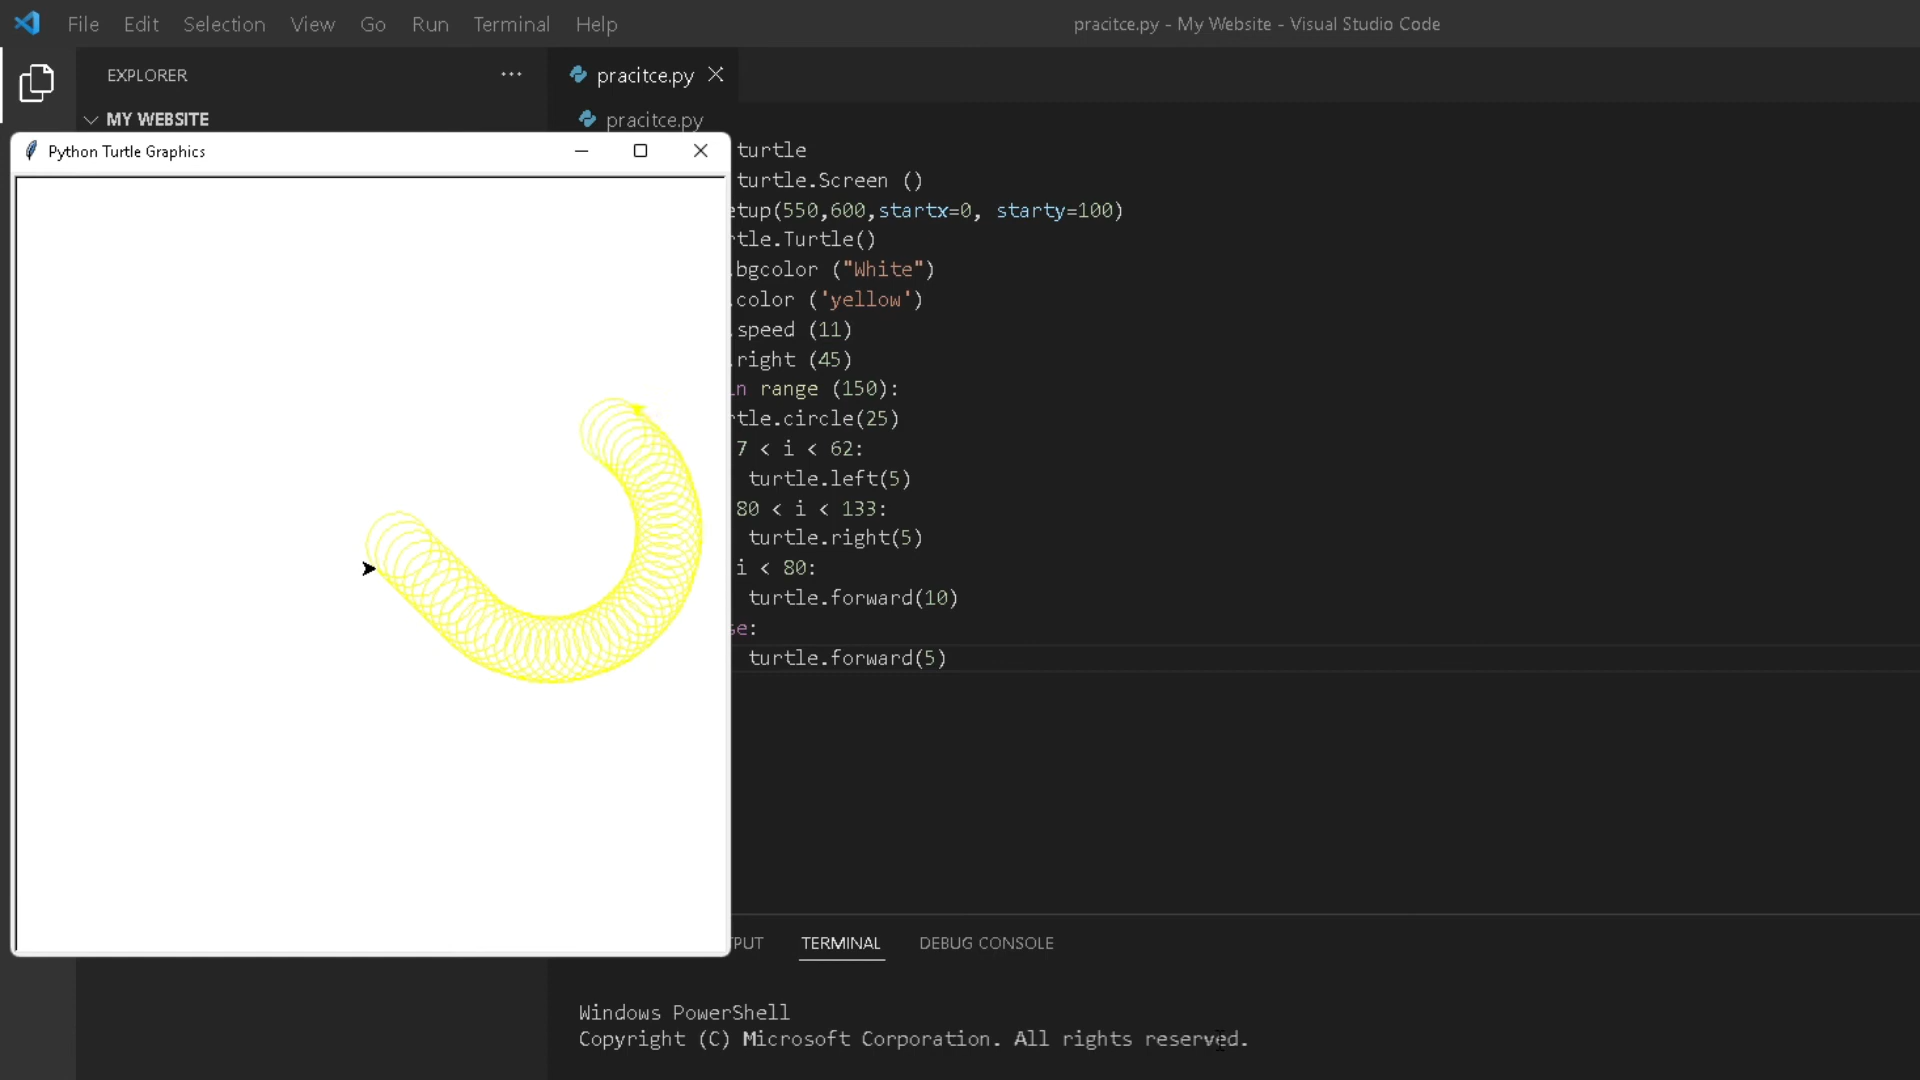 File Edit Selection View Go Run Terminal Help
pracitce.py - My Website - Visual Studio Code
EXPLORER
pracitce.py
MY WEBSITE
pracitce.py
Python Turtle Graphics
turtle
turtle.Screen ()
etup(550,600,startx=0, starty=100)
rtle.Turtle()
.bgcolor ("White")
.color ('yellow')
.speed (11)
.right (45)
in range (150):
rtle.circle(25)
7 < i < 62:
turtle.left(5)
80 < i < 133:
turtle.right(5)
i < 80:
turtle.forward(10)
se:
turtle.forward(5)
PUT TERMINAL DEBUG CONSOLE
Windows PowerShell
Copyright (C) Microsoft Corporation. All rights reserved.